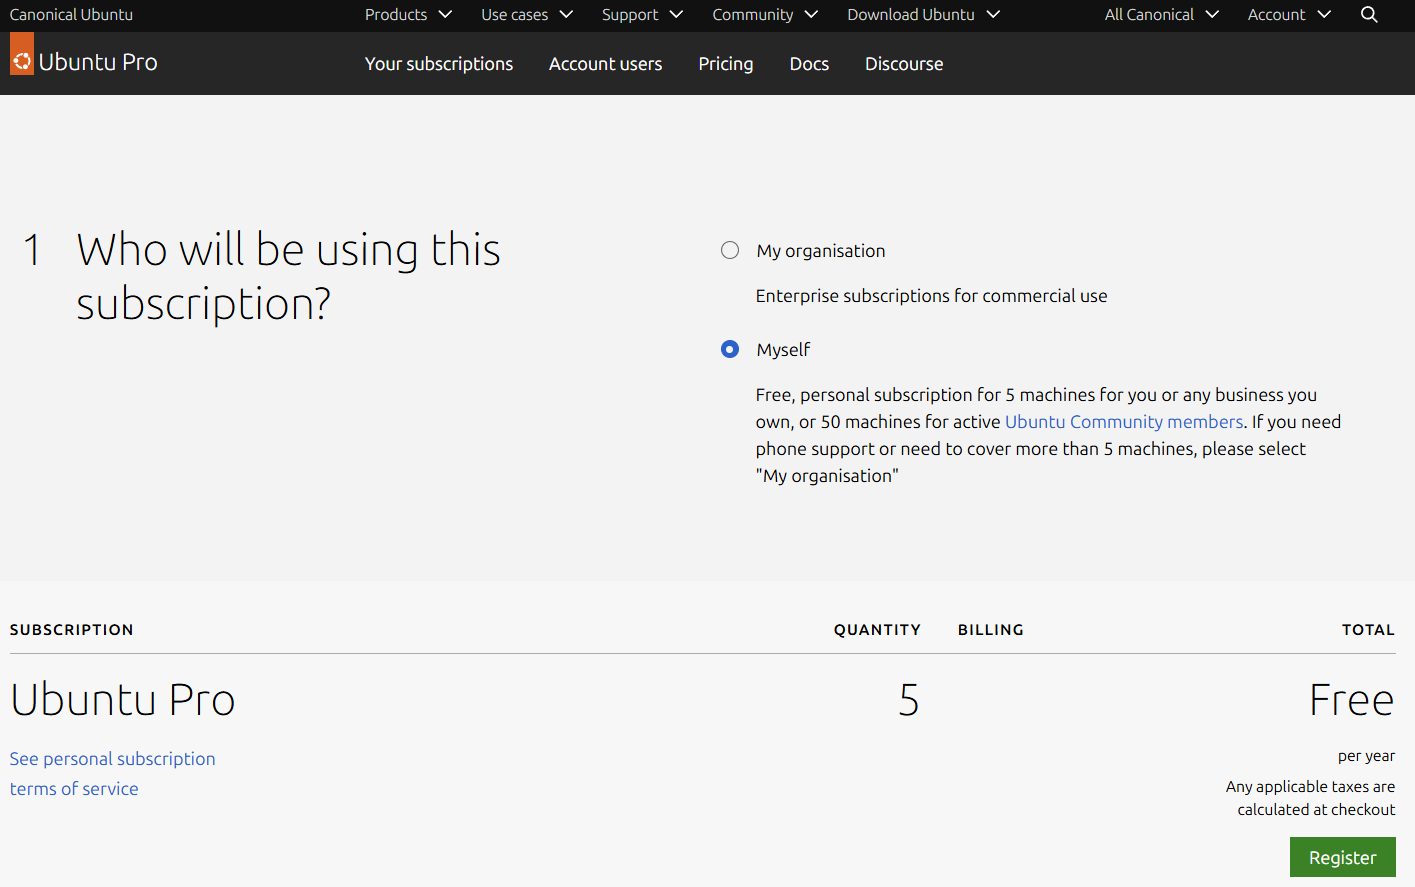 Canonical Ubuntu Products Use cases Support Community Download Ubuntu All Canonical Account
Ubuntu Pro Your subscriptions Account users Pricing Docs Discourse
1 Who will be using this
subscription?
My organisation
Enterprise subscriptions for commercial use
Myself
Free, personal subscription for 5 machines for you or any business you
own, or 50 machines for active Ubuntu Community members. If you need
phone support or need to cover more than 5 machines, please select
"My organisation"
SUBSCRIPTION QUANTITY BILLING TOTAL
Ubuntu Pro 5 Free
See personal subscription
terms of service
per year
Any applicable taxes are
calculated at checkout
Register